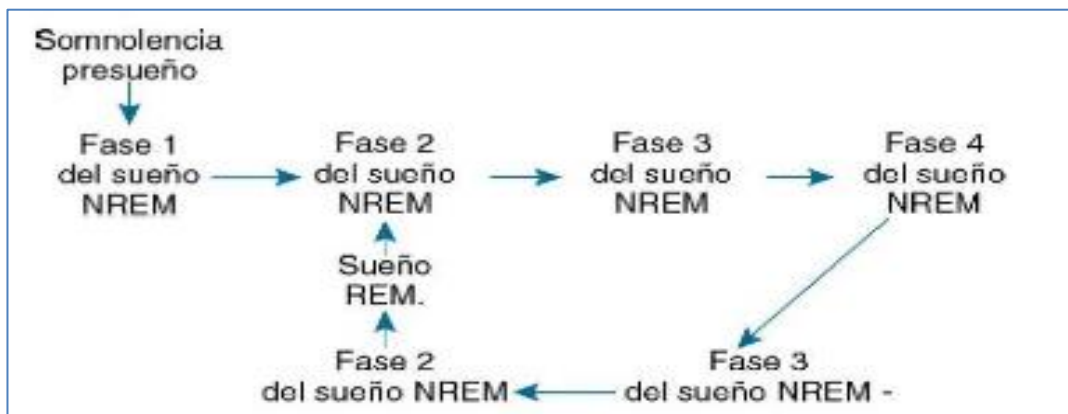 Somnolencia
presueño
Fase 1
del sueño
NREM
Fase 2
del sueño
NREM
Fase 3
del sueño
NREM
Fase 4
del sueño
NREM
Sueño
REM.
Fase 2
del sueño NREM
Fase 3
del sueño NREM -